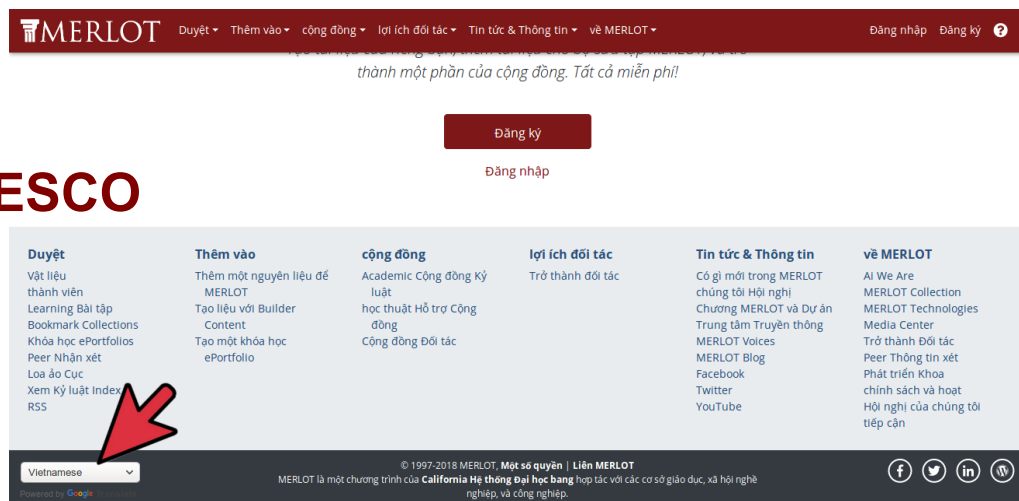 MERLOT
Duyệt
Thêm vào
cộng đồng
lợi ích đối tác
Tin tức & Thông tin
về MERLOT
Đăng nhập
Đăng ký
?
thành một phần của cộng đồng. Tất cả miễn phí!
Đăng ký
Đăng nhập
ESCO
Duyệt
Vật liệu
thành viên
Learning Bài tập
Bookmark Collections
Khóa học ePortfolios
Peer Nhận xét
Loa ảo Cục
Xem Kỷ luật Index
RSS
Thêm vào
Thêm một nguyên liệu để
MERLOT
Tạo liệu với Builder
Content
Tạo một khóa học
ePortfolio
cộng đồng
Academic Cộng đồng Kỷ
luật
học thuật Hỗ trợ Cộng
đồng
Cộng đồng Đối tác
lợi ích đối tác
Trở thành đối tác
Tin tức & Thông tin
Có gì mới trong MERLOT
chúng tôi Hội nghị
Chương MERLOT và Dự án
Trung tâm Truyền thông
MERLOT Voices
MERLOT Blog
Facebook
Twitter
YouTube
về MERLOT
Ai We Are
MERLOT Collection
MERLOT Technologies
Media Center
Trở thành Đối tác
Peer Thông tin xét
Phát triển Khoa
chính sách và hoạt
Hội nghị của chúng tôi
tiếp cận
Vietnamese
Powered by Google
© 1997-2018 MERLOT, Một số quyền | Liên MERLOT
MERLOT là một chương trình của California Hệ thống Đại học bang hợp tác với các cơ sở giáo dục, xã hội nghề
nghiệp, và công nghiệp.